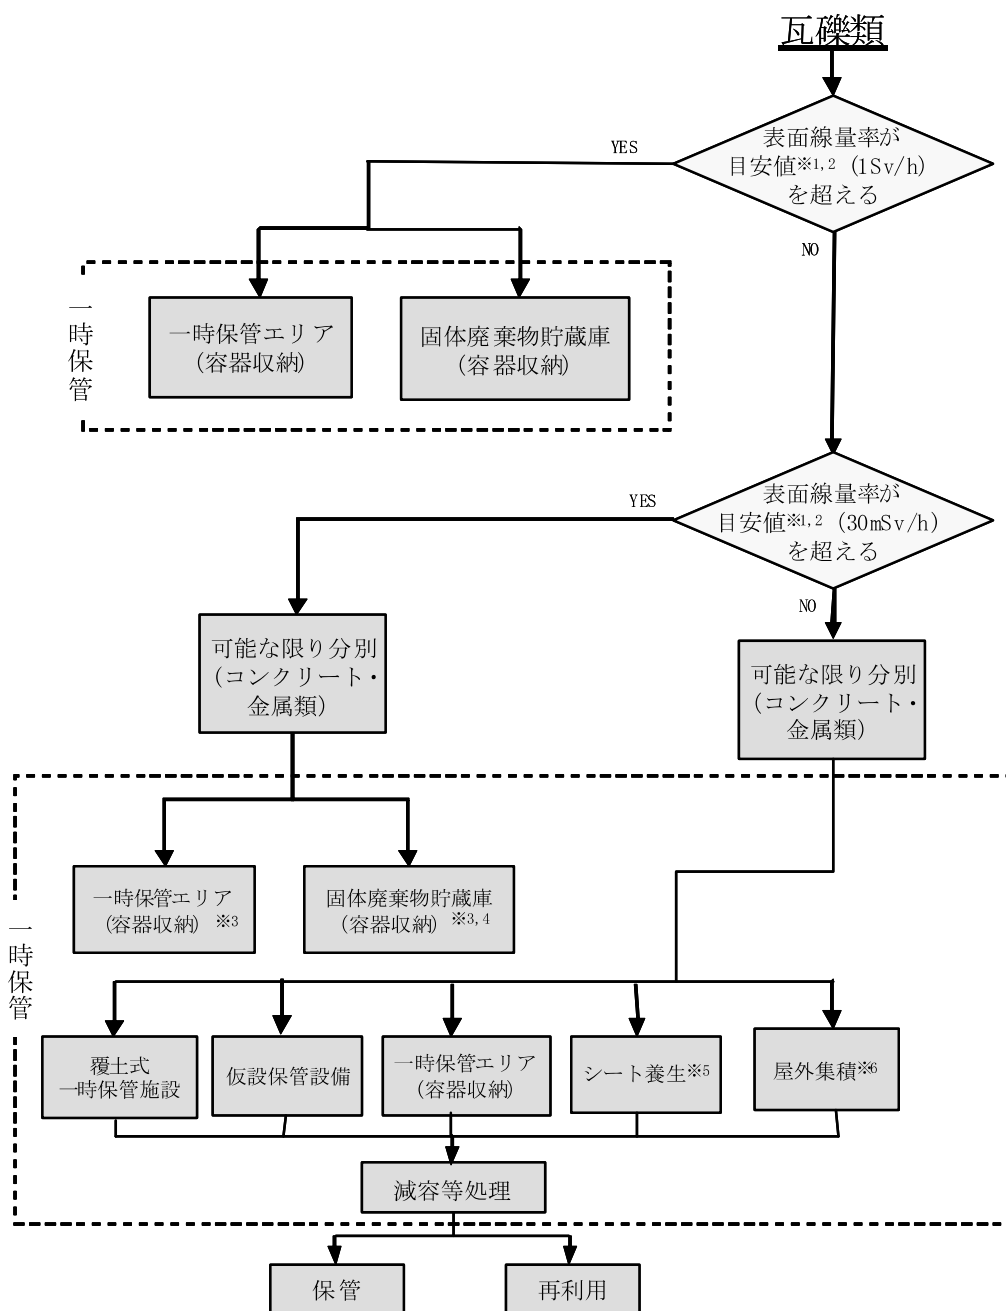 瓦礫類
表面線量率が
目安値※1,2（1Sv/h）
を超える
YES
NO
一時保管
一時保管エリア
（容器収納）
固体廃棄物貯蔵庫
（容器収納）
表面線量率が
目安値※1,2（30mSv/h）
を超える
YES
NO
可能な限り分別
（コンクリート・
金属類）
可能な限り分別
（コンクリート・
金属類）
一時保管
一時保管エリア
（容器収納）※3
固体廃棄物貯蔵庫
（容器収納）※3,4
覆土式
一時保管施設
仮設保管設備
一時保管エリア
（容器収納）
シート養生※5
屋外集積※6
減容等処理
保管
再利用